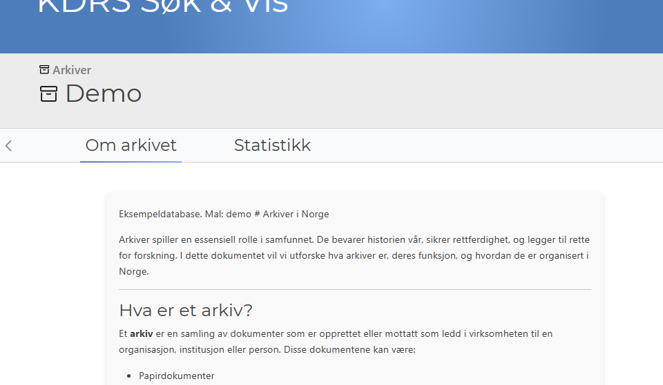 KDRS Søk & Vis
Arkiver
Demo
Om arkivet
Statistikk
Eksempeldatabase. Mal: demo # Arkiver i Norge
Arkiver spiller en essensiell rolle i samfunnet. De bevarer historien vår, sikrer rettferdighet, og legger til rette
for forskning. I dette dokumentet vil vi utforske hva arkiver er, deres funksjon, og hvordan de er organisert i
Norge.
Hva er et arkiv?
Et arkiv er en samling av dokumenter som er opprettet eller mottatt som ledd i virksomheten til en
organisasjon, institusjon eller person. Disse dokumentene kan være:
• Papirdokumenter